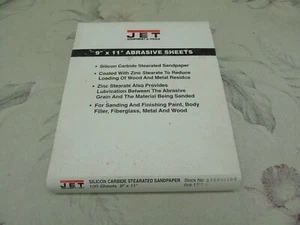 JET
9" x 11" ABRASIVE SHEETS
• Silicon Carbide Stearated Sandpaper
• Coated With Zinc Stearate To Reduce
Loading Of Wood And Metal Residue
• Zinc Stearate Also Provides
Lubrication Between The Abrasive
Grain And The Material Being Sanded
• For Sanding And Finishing Paint, Body
Filler, Fiberglass, Metal And Wood
JET
SILICON CARBIDE STEARATED SANDPAPER
100 Sheets 9" x 11"
Stock No.